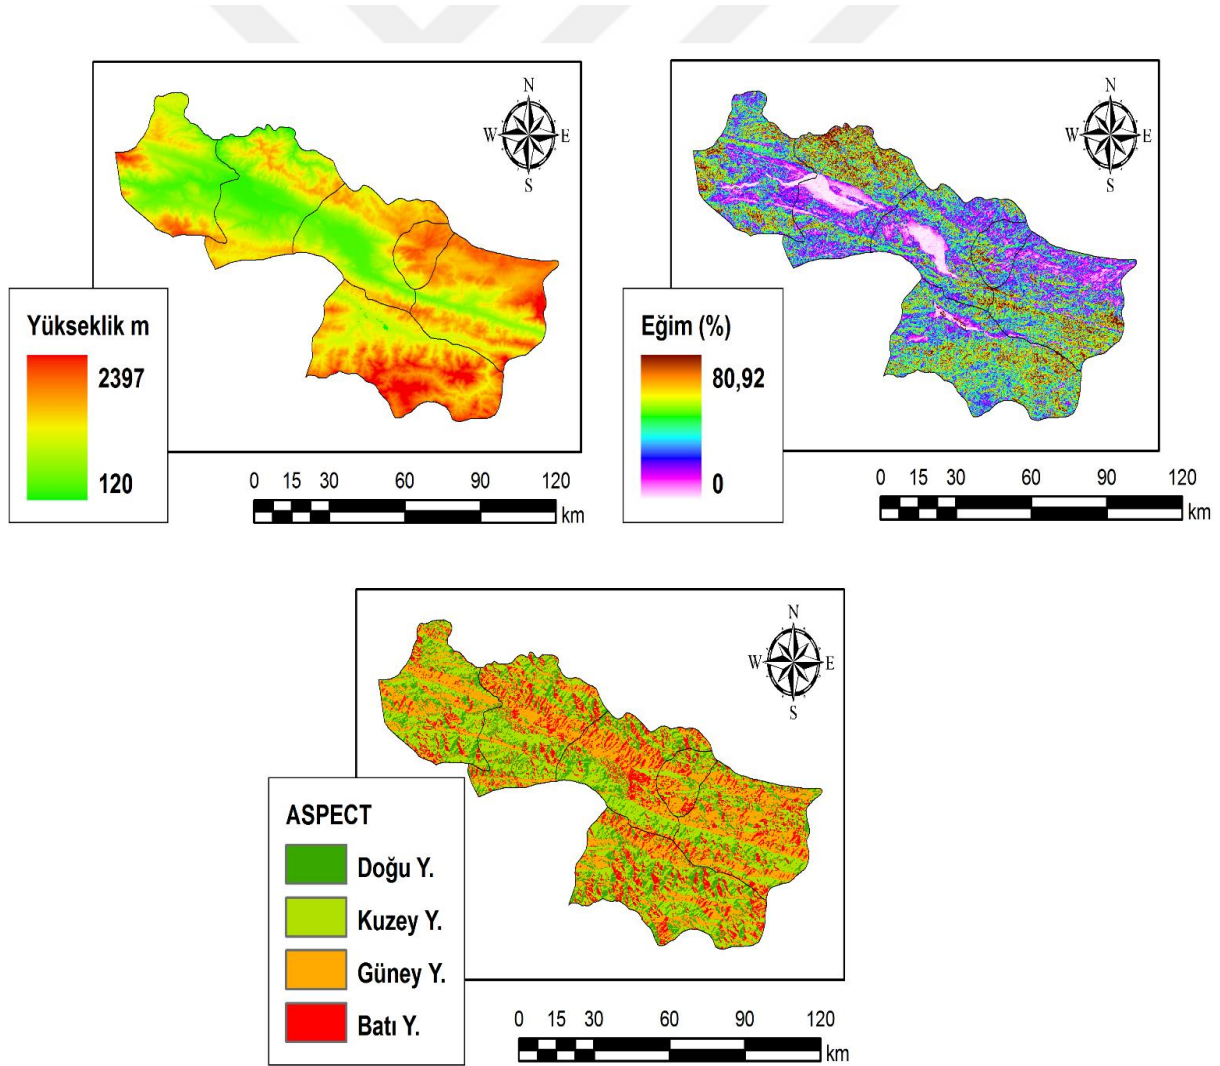 N
W E
S
Yükseklik m
2397
120
0 15 30 60 90 120
km
N
W E
S
Eğim (%)
80,92
0
0 15 30 60 90 120
km
N
W E
S
ASPECT
Doğu Y.
Kuzey Y.
Güney Y.
Batı Y.
0 15 30 60 90 120
km